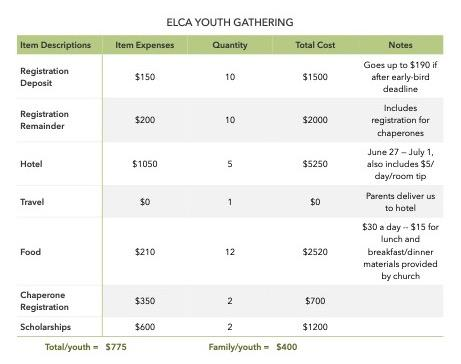 ELCA YOUTH GATHERING
Item Descriptions Item Expenses Quantity Total Cost Notes
Registration Deposit $150 10 $1500 Goes up to $190 if after early-bird deadline
Registration Remainder $200 10 $2000 Includes registration for chaperones
Hotel $1050 5 $5250 June 27 – July 1, also includes $5/ day/room tip
Travel $0 1 $0 Parents deliver us to hotel
Food $210 12 $2520 $30 a day -- $15 for lunch and breakfast/dinner materials provided by church
Chaperone Registration $350 2 $700
Scholarships $600 2 $1200
Total/youth = $775 Family/youth = $400